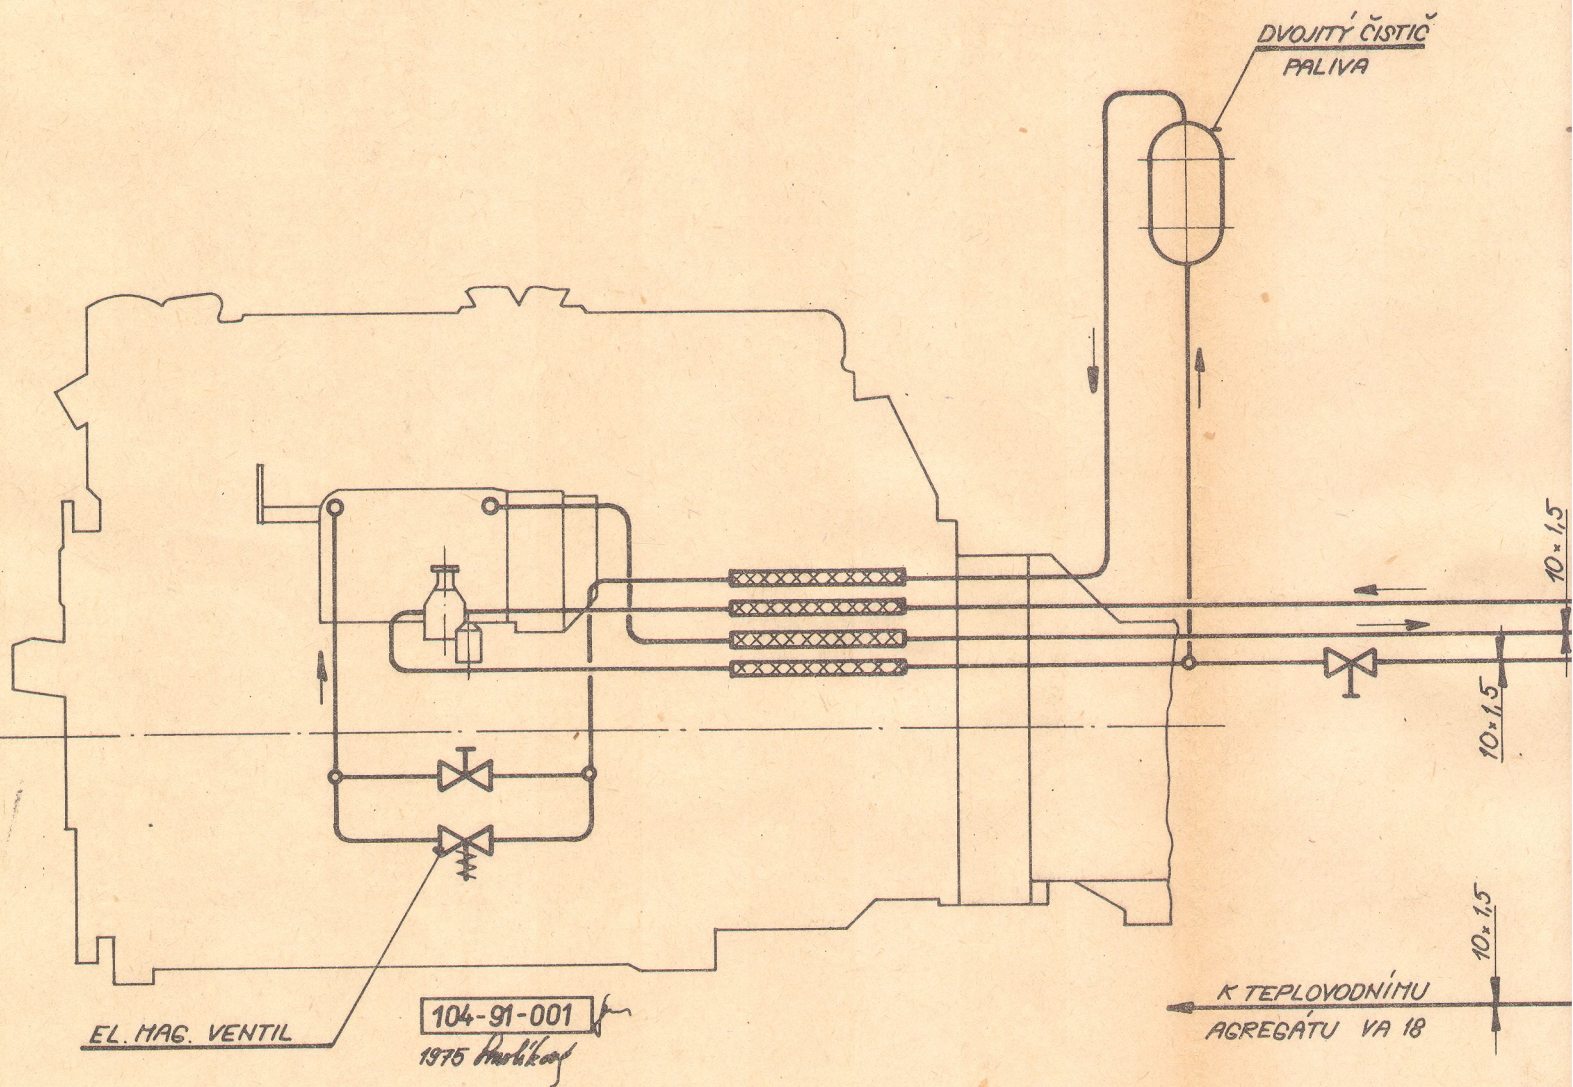 DVOJITÝ ČISTIČ
PALIVA
10×1,5
10×1,5
10×1,5
K TEPLOVODNÍMU
AGREGÁTU VA 18
EL. MAG. VENTIL
104-91-001
1975